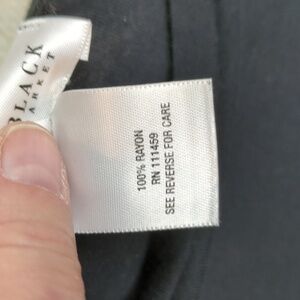 BLACK
ARKET
100% RAYON
RN 111459
SEE REVERSE FOR CARE